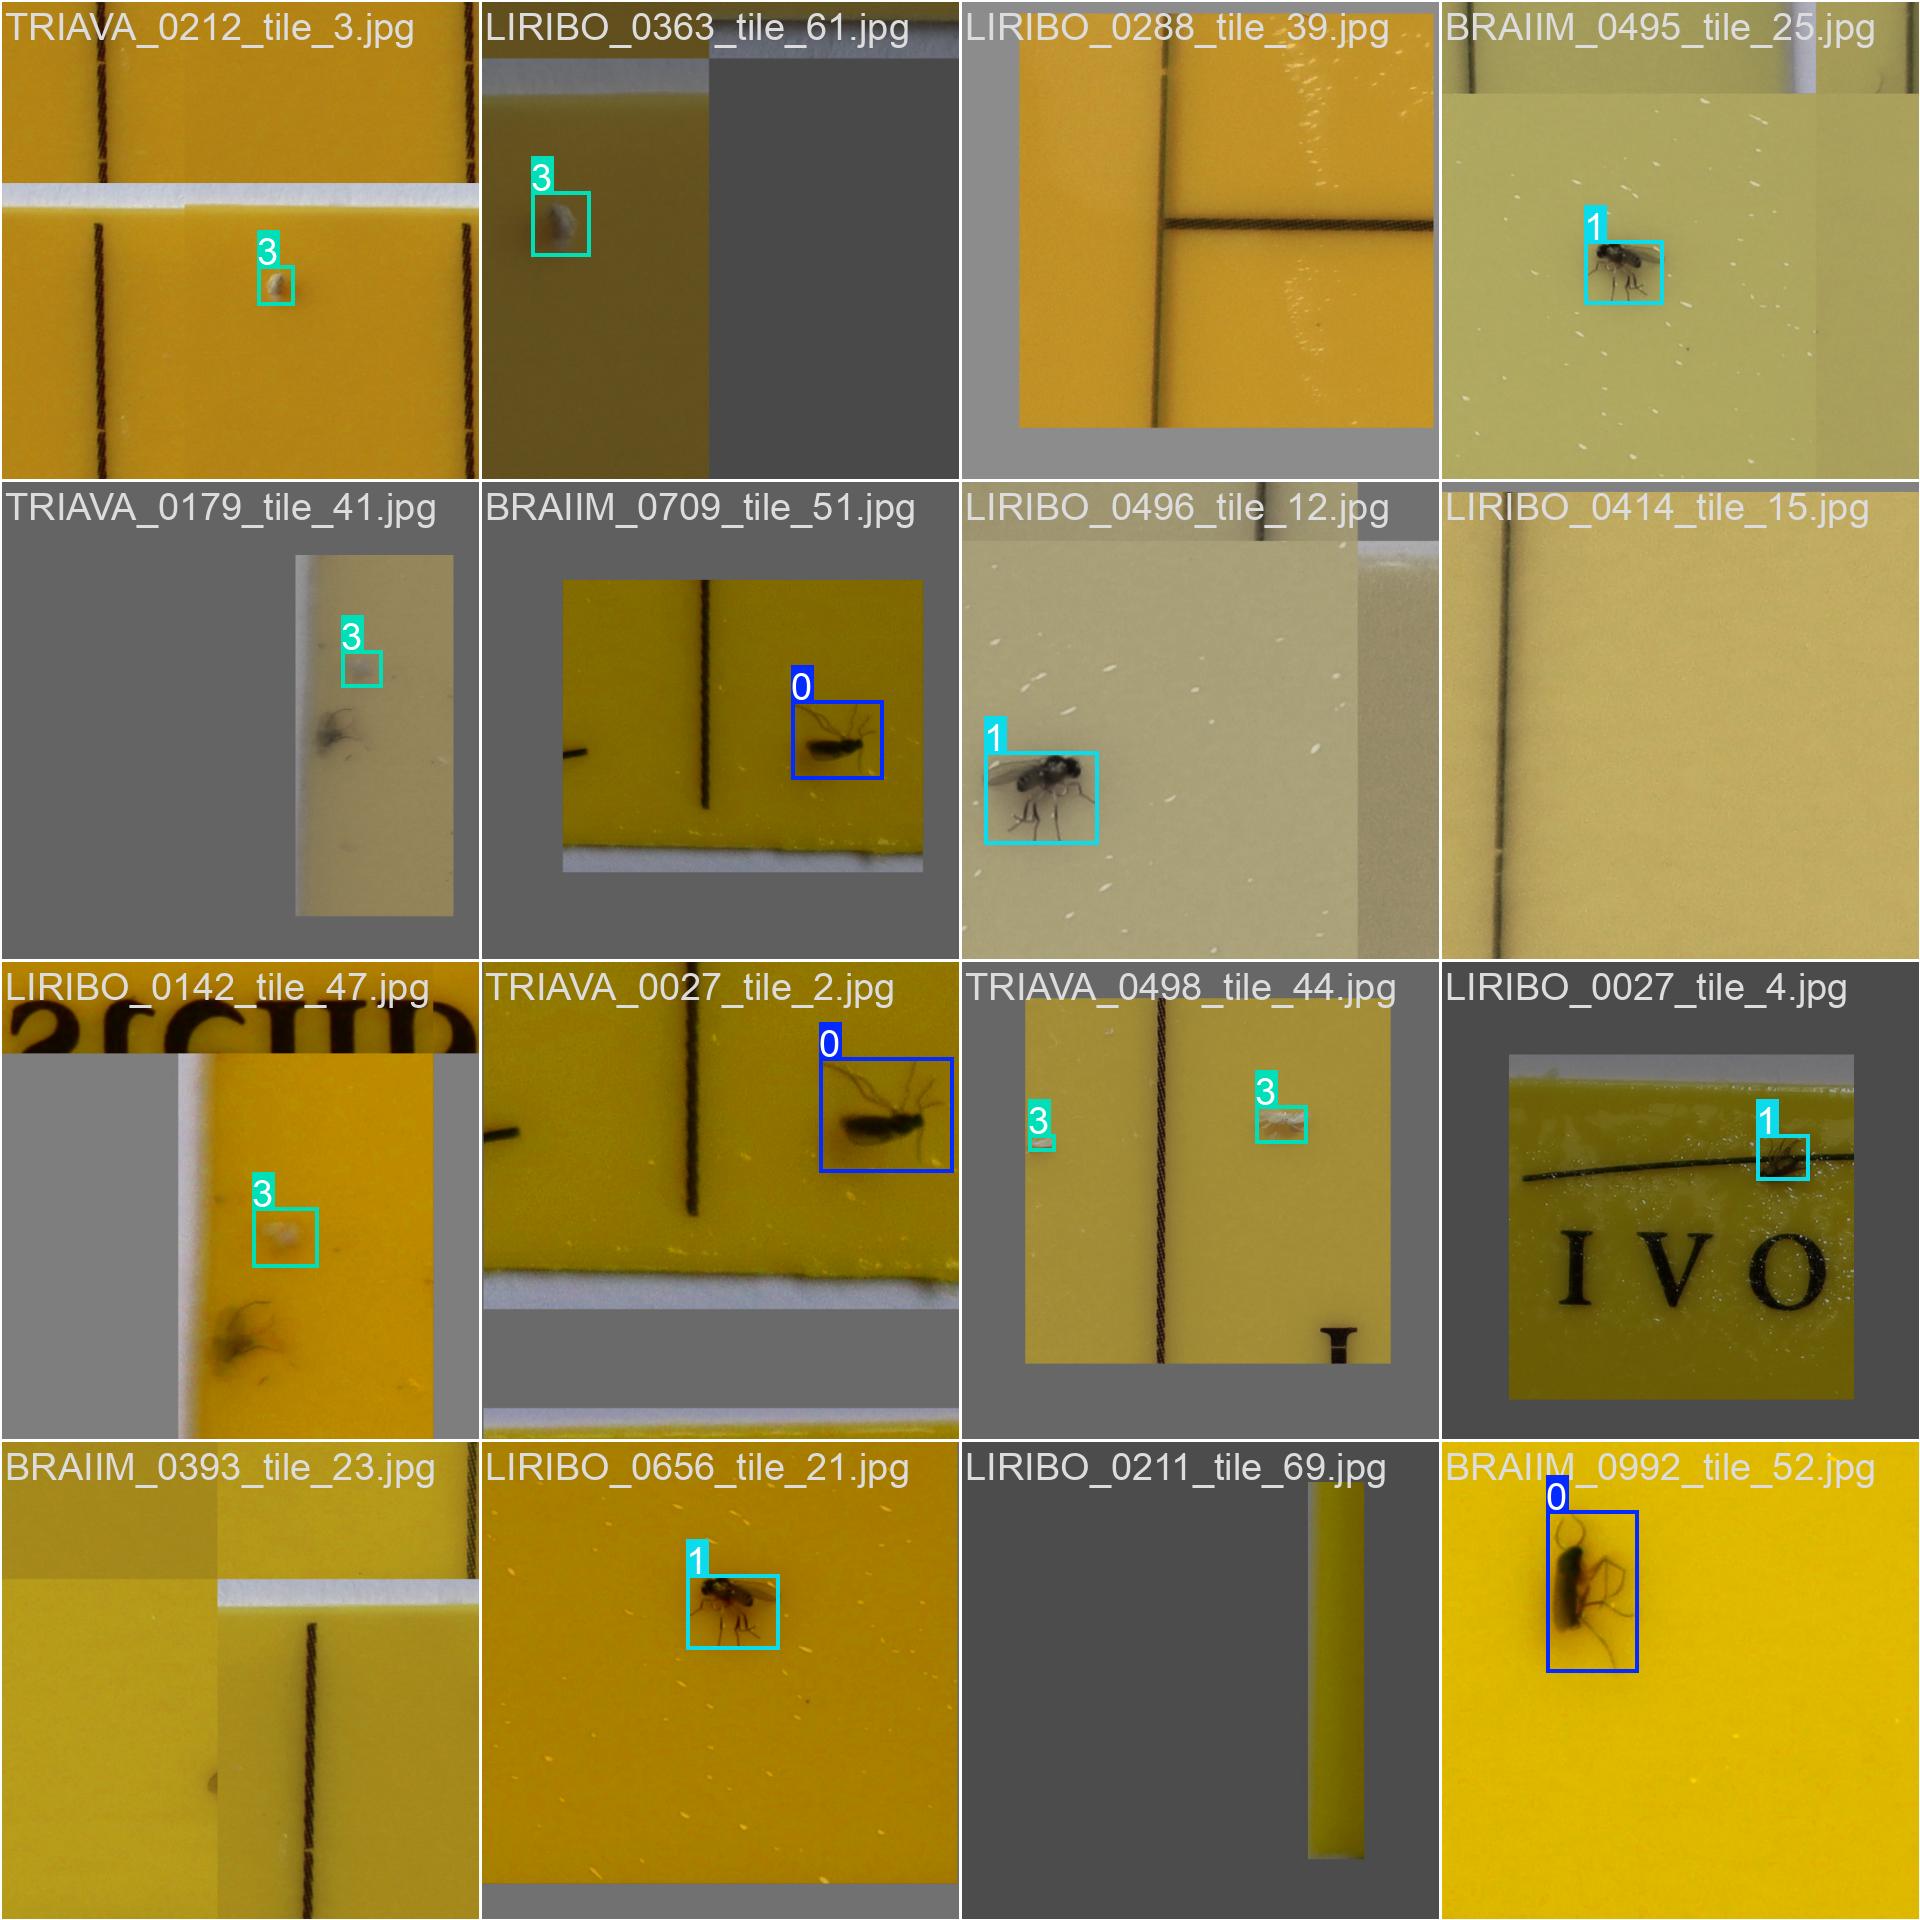 TRIAVA_0212_tile_3.jpg
LIRIBO_0363_tile_61.jpg
LIRIBO_0288_tile_39.jpg
BRAIIM_0495_tile_25.jpg
3
3
1
TRIAVA_0179_tile_41.jpg
BRAIIM_0709_tile_51.jpg
LIRIBO_0496_tile_12.jpg
LIRIBO_0414_tile_15.jpg
3
0
1
LIRIBO_0142_tile_47.jpg
TRIAVA_0027_tile_2.jpg
TRIAVA_0498_tile_44.jpg
LIRIBO_0027_tile_4.jpg
3
0
3
3
1
I V O
I
BRAIIM_0393_tile_23.jpg
LIRIBO_0656_tile_21.jpg
LIRIBO_0211_tile_69.jpg
BRAIIM_0992_tile_52.jpg
1
0